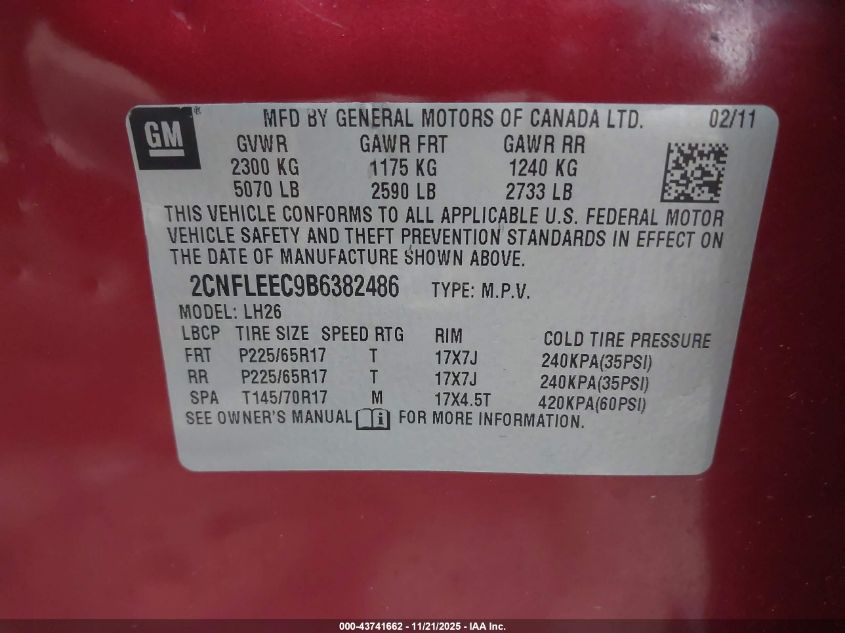 GM ® MFD BY GENERAL MOTORS OF CANADA LTD. 02/11
GVWR GAWR FRT GAWR RR
2300 KG 1175 KG 1240 KG
5070 LB 2590 LB 2733 LB
THIS VEHICLE CONFORMS TO ALL APPLICABLE U.S. FEDERAL MOTOR
VEHICLE SAFETY AND THEFT PREVENTION STANDARDS IN EFFECT ON
THE DATE OF MANUFACTURE SHOWN ABOVE.
2CNFLEEC9B6382486 TYPE: M.P.V.
MODEL: LH26
LBCP TIRE SIZE SPEED RTG RIM COLD TIRE PRESSURE
FRT P225/65R17 T 17X7J 240KPA(35PSI)
RR P225/65R17 T 17X7J 240KPA(35PSI)
SPA T145/70R17 M 17X4.5T 420KPA(60PSI)
SEE OWNER'S MANUAL FOR MORE INFORMATION.
000-43741662 - 11/21/2025 - IAA Inc.